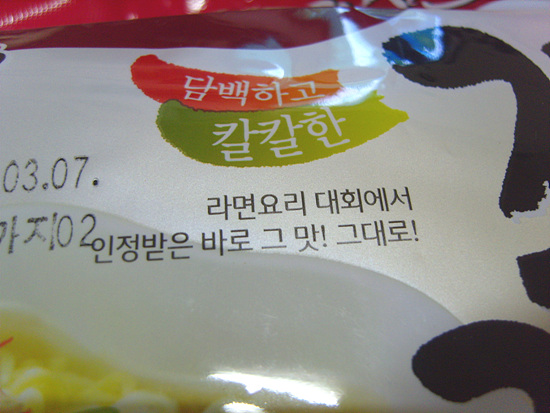 담백하고
칼칼한
03.07.
까지02
라면요리 대회에서
인정받은 바로 그 맛! 그대로!